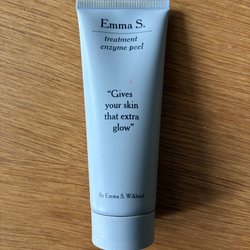 Emma S.
treatment
enzyme peel
“Gives
your skin
that extra
glow”
By Emma S. Wiklund